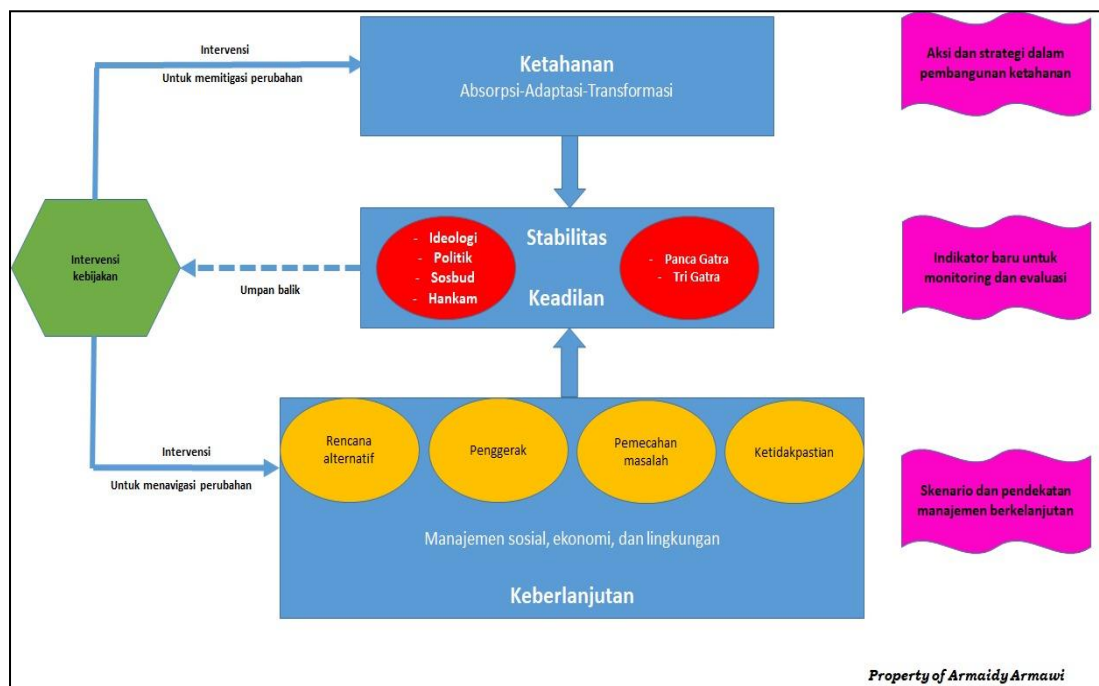 Intervensi
Untuk memitigasi perubahan
Ketahanan
Absorpsi-Adaptasi-Transformasi
Aksi dan strategi dalam
pembangunan ketahanan
Intervensi
kebijakan
Umpan balik
- Ideologi
- Politik
- Sosbud
- Hankam
Stabilitas
Keadilan
- Panca Gatra
- Tri Gatra
Indikator baru untuk
monitoring dan evaluasi
Intervensi
Untuk menavigasi perubahan
Rencana
alternatif
Penggerak
Pemecahan
masalah
Ketidakpastian
Manajemen sosial, ekonomi, dan lingkungan
Keberlanjutan
Skenario dan pendekatan
manajemen berkelanjutan
Property of Armaidy Armawi